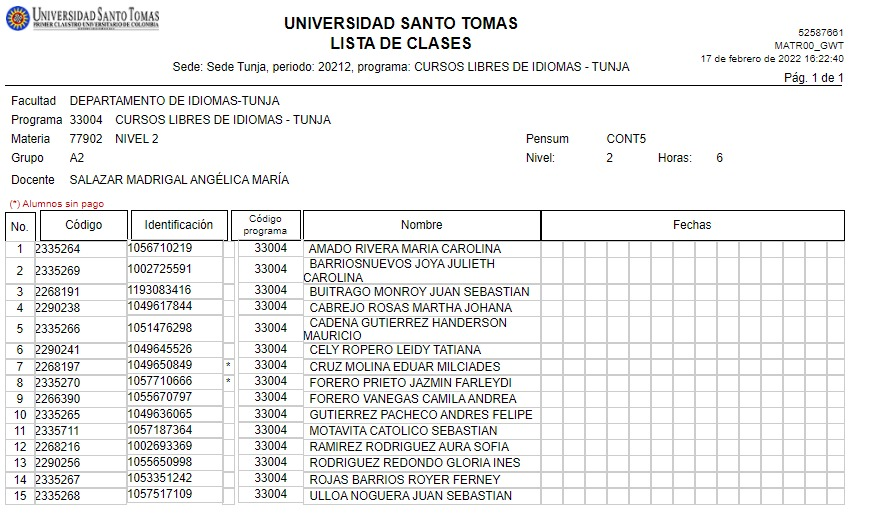 UNIVERSIDAD SANTO TOMAS
PRIMER CLAUSTRO UNIVERSITARIO DE COLOMBIA
UNIVERSIDAD SANTO TOMAS
LISTA DE CLASES
Sede: Sede Tunja, periodo: 20212, programa: CURSOS LIBRES DE IDIOMAS - TUNJA
52587661
MATR00_GWT
17 de febrero de 2022 16:22:40
Pág. 1 de 1
Facultad DEPARTAMENTO DE IDIOMAS-TUNJA
Programa 33004 CURSOS LIBRES DE IDIOMAS - TUNJA
Materia 77902 NIVEL 2 Pensum CONT5
Grupo A2 Nivel: 2 Horas: 6
Docente SALAZAR MADRIGAL ANGÉLICA MARÍA
(*) Alumnos sin pago
No. Código Identificación Código programa Nombre Fechas
1 2335264 1056710219 33004 AMADO RIVERA MARIA CAROLINA
2 2335269 1002725591 33004 BARRIOSNUEVOS JOYA JULIETH
CAROLINA
3 2268191 1193083416 33004 BUITRAGO MONROY JUAN SEBASTIAN
4 2290238 1049617844 33004 CABREJO ROSAS MARTHA JOHANA
5 2335266 1051476298 33004 CADENA GUTIERREZ HANDERSON
MAURICIO
6 2290241 1049645526 33004 CELY ROPERO LEIDY TATIANA
7 2268197 1049650849 * 33004 CRUZ MOLINA EDUAR MILCIADES
8 2335270 1057710666 * 33004 FORERO PRIETO JAZMIN FARLEYDI
9 2266390 1055670797 33004 FORERO VANEGAS CAMILA ANDREA
10 2335265 1049636065 33004 GUTIERREZ PACHECO ANDRES FELIPE
11 2335711 1057187364 33004 MOTAVITA CATOLICO SEBASTIAN
12 2268216 1002693369 33004 RAMIREZ RODRIGUEZ AURA SOFIA
13 2290256 1055650998 33004 RODRIGUEZ REDONDO GLORIA INES
14 2335267 1053351242 33004 ROJAS BARRIOS ROYER FERNEY
15 2335268 1057517109 33004 ULLOA NOGUERA JUAN SEBASTIAN